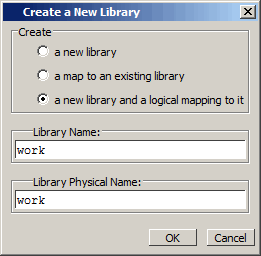 Create a New Library
Create
a new library
a map to an existing library
a new library and a logical mapping to it
Library Name:
work
Library Physical Name:
work
OK
Cancel